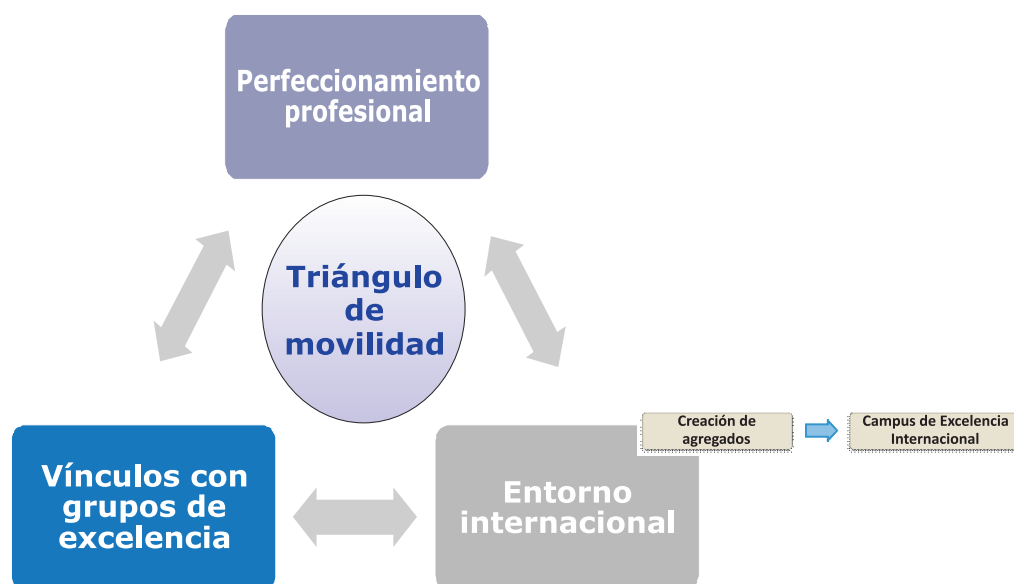 Perfeccionamiento
profesional
Triángulo
de
movilidad
Creación de
agregados
Campus de Excelencia
Internacional
Vínculos con
grupos de
excelencia
Entorno
internacional